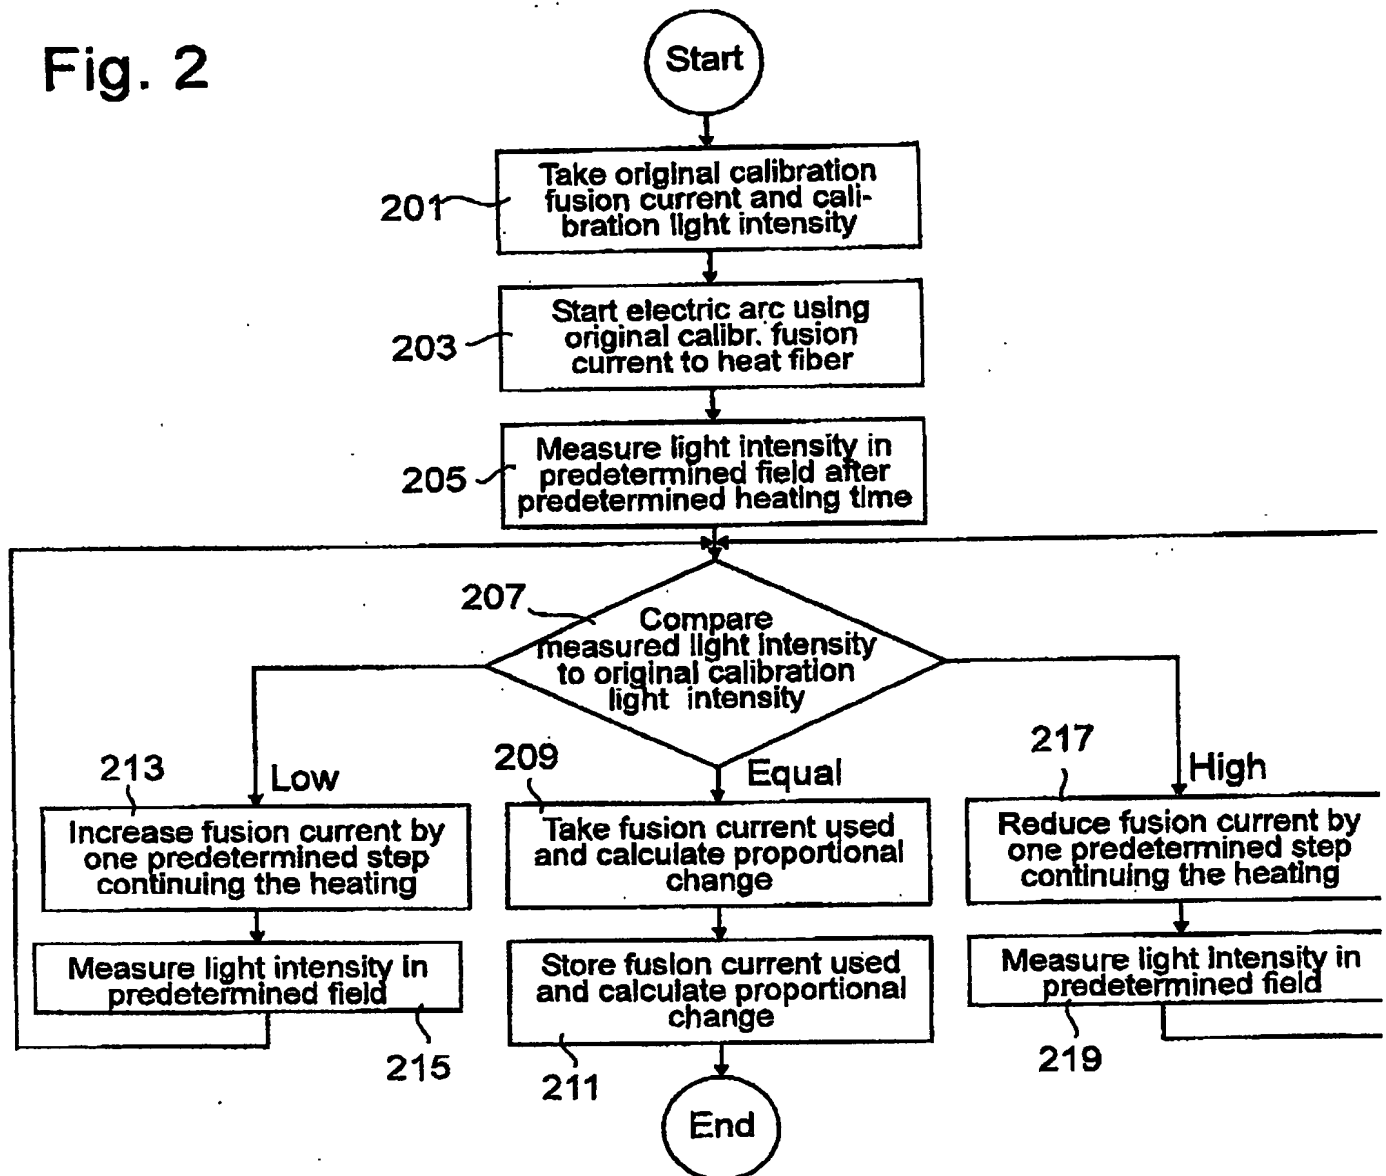 Fig. 2
Start
201
Take original calibration
fusion current and cali-
bration light intensity
203
Start electric arc using
original calibr. fusion
current to heat fiber
205
Measure light intensity in
predetermined field after
predetermined heating time
207
Compare
measured light intensity
to original calibration
light intensity
213
Low
Increase fusion current by
one predetermined step
continuing the heating
Measure light intensity in
predetermined field
215
209
Equal
Take fusion current used
and calculate proportional
change
Store fusion current used
and calculate proportional
change
211
217
High
Reduce fusion current by
one predetermined step
continuing the heating
Measure light intensity in
predetermined field
219
End